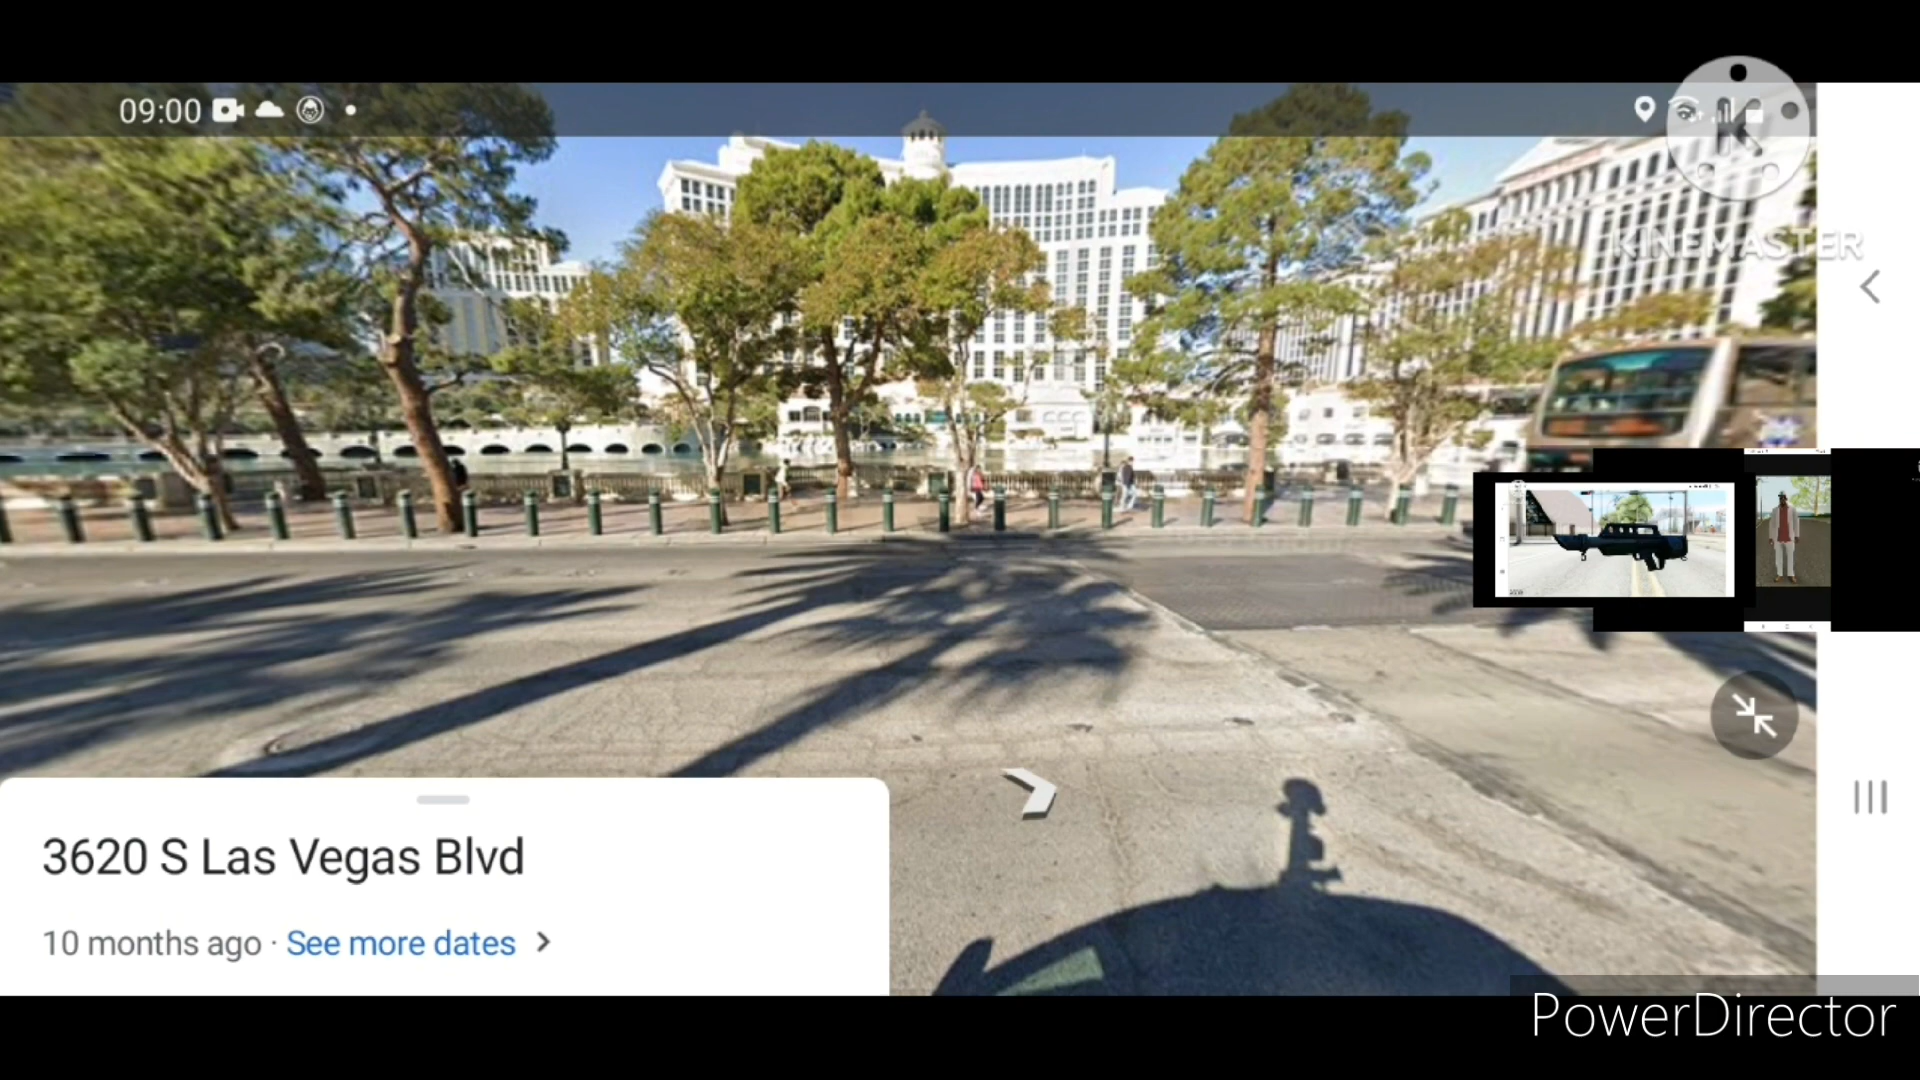 09:00
K
KINEMASTER
3620 S Las Vegas Blvd
10 months ago · See more dates
PowerDirector